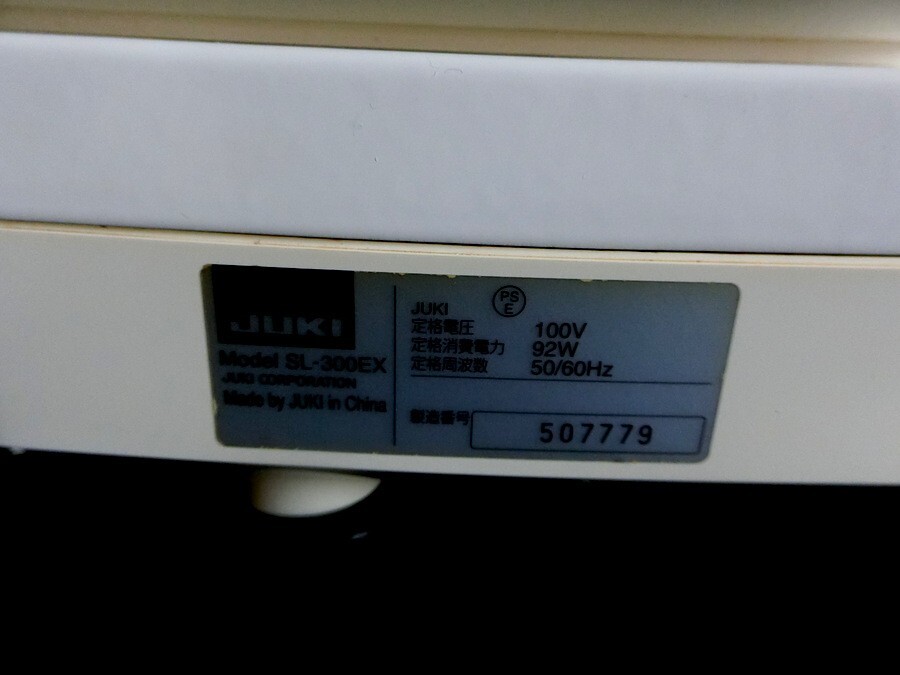 JUKI
Model SL-300EX
JUKI CORPORATION
Made by JUKI in China
JUKI
PS
E
定格電圧 100V
定格消費電力 92W
定格周波数 50/60Hz
製造番号 507779